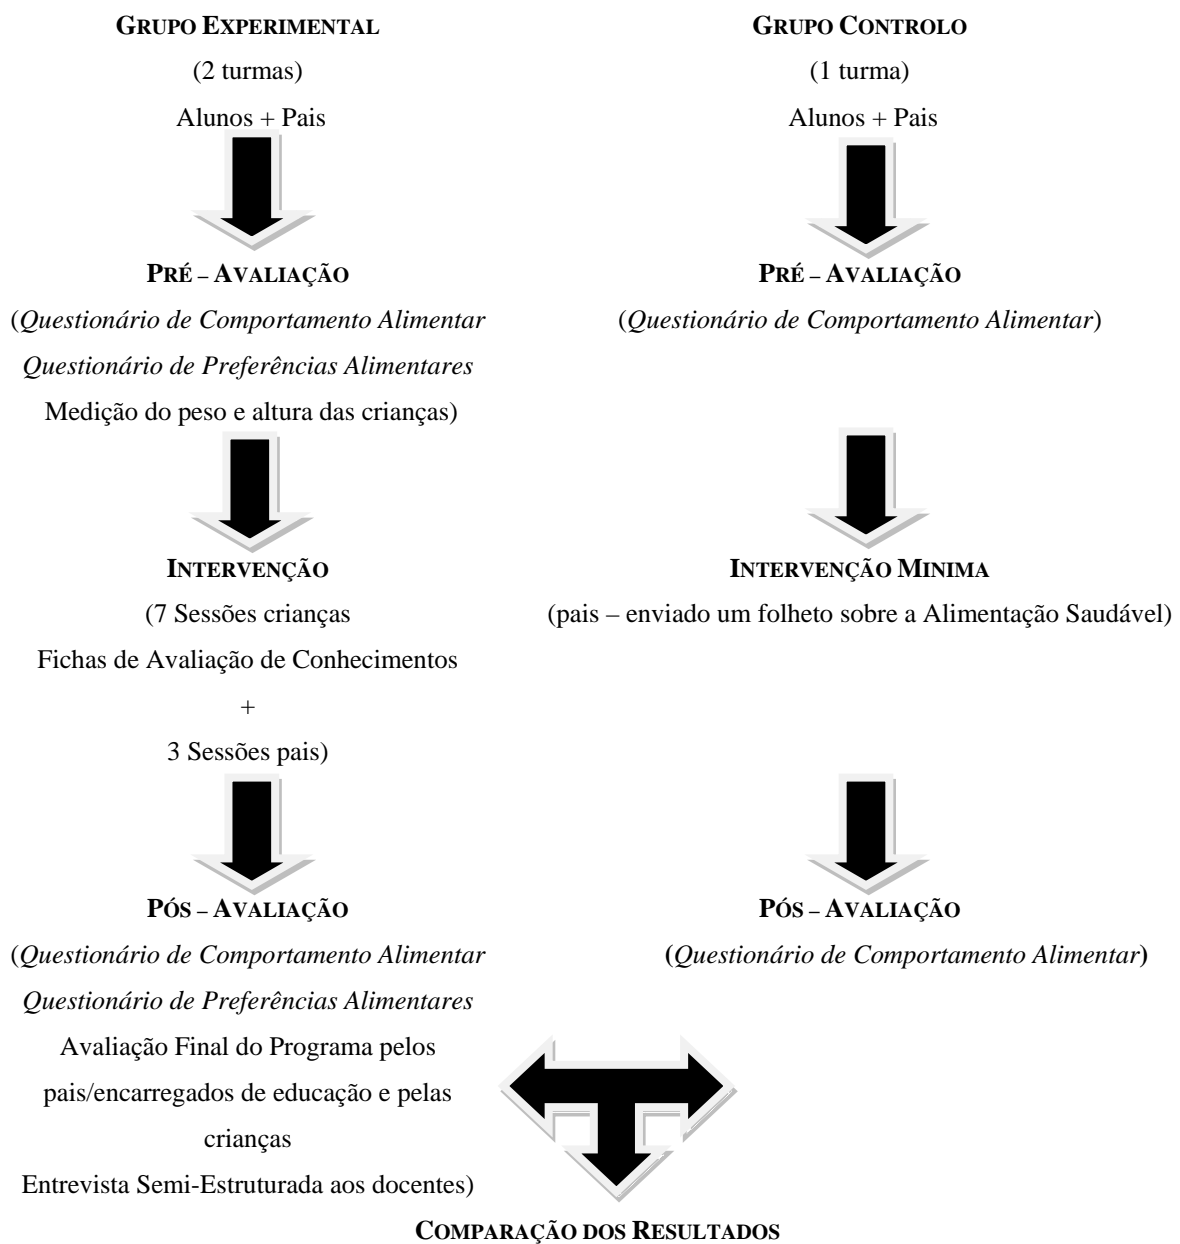 GRUPO EXPERIMENTAL
(2 turmas)
Alunos + Pais
PRÉ – AVALIAÇÃO
(Questionário de Comportamento Alimentar
Questionário de Preferências Alimentares
Medição do peso e altura das crianças)
INTERVENÇÃO
(7 Sessões crianças
Fichas de Avaliação de Conhecimentos
+
3 Sessões pais)
PÓS – AVALIAÇÃO
(Questionário de Comportamento Alimentar
Questionário de Preferências Alimentares
Avaliação Final do Programa pelos
pais/encarregados de educação e pelas
crianças
Entrevista Semi-Estruturada aos docentes)
GRUPO CONTROLO
(1 turma)
Alunos + Pais
PRÉ – AVALIAÇÃO
(Questionário de Comportamento Alimentar)
INTERVENÇÃO MINIMA
(pais – enviado um folheto sobre a Alimentação Saudável)
PÓS – AVALIAÇÃO
(Questionário de Comportamento Alimentar)
COMPARAÇÃO DOS RESULTADOS